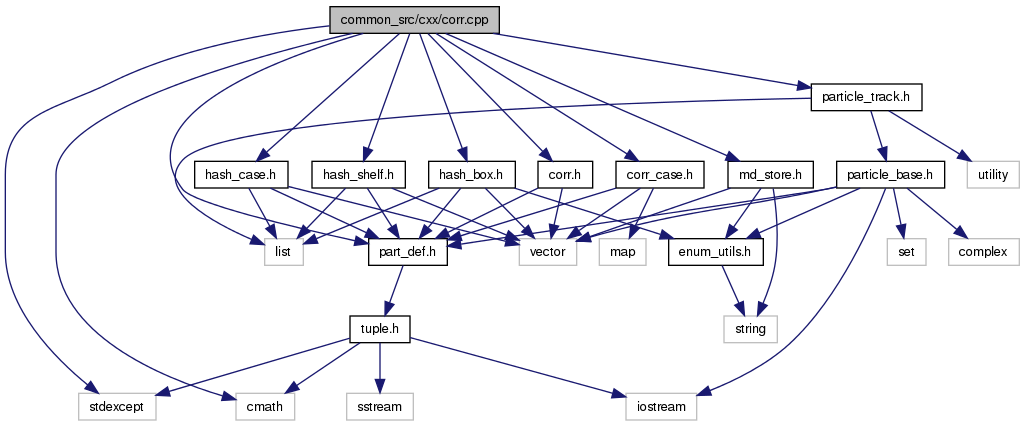 common_src/cxx/corr.cpp
particle_track.h
hash_case.h
hash_shelf.h
hash_box.h
corr.h
corr_case.h
md_store.h
particle_base.h
utility
list
part_def.h
vector
map
enum_utils.h
set
complex
tuple.h
string
stdexcept
cmath
sstream
iostream